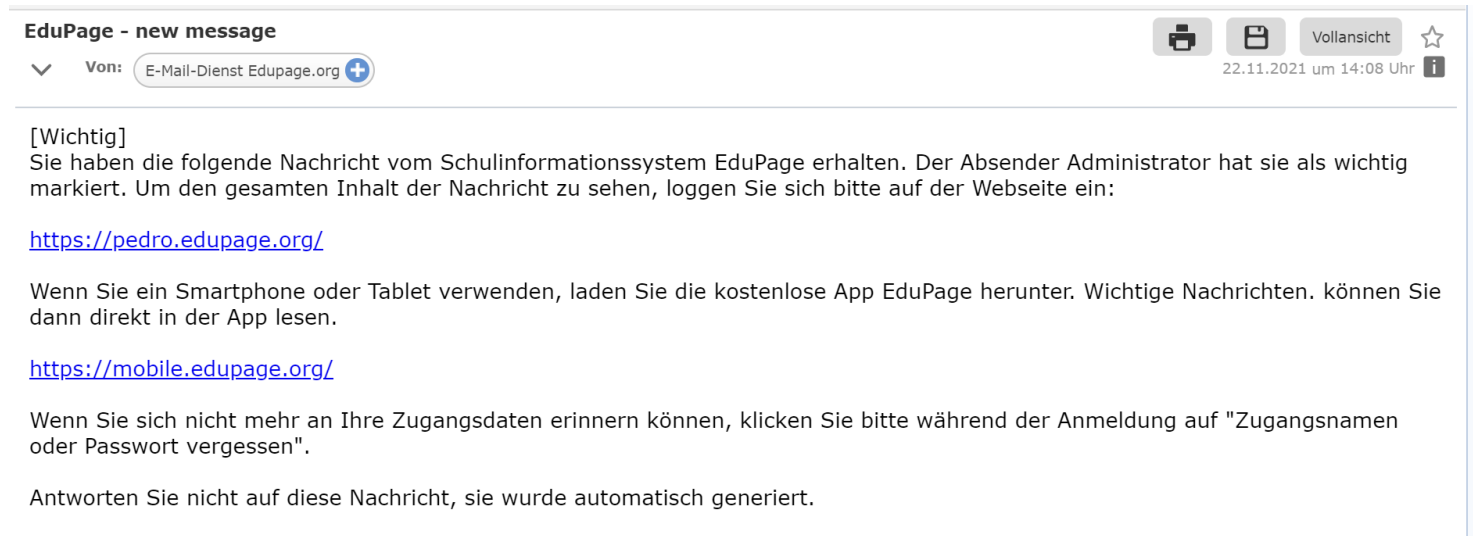 EduPage - new message
Vollansicht
Von: E-Mail-Dienst Edupage.org
22.11.2021 um 14:08 Uhr
[Wichtig]
Sie haben die folgende Nachricht vom Schulinformationssystem EduPage erhalten. Der Absender Administrator hat sie als wichtig
markiert. Um den gesamten Inhalt der Nachricht zu sehen, loggen Sie sich bitte auf der Webseite ein:
https://pedro.edupage.org/
Wenn Sie ein Smartphone oder Tablet verwenden, laden Sie die kostenlose App EduPage herunter. Wichtige Nachrichten. können Sie
dann direkt in der App lesen.
https://mobile.edupage.org/
Wenn Sie sich nicht mehr an Ihre Zugangsdaten erinnern können, klicken Sie bitte während der Anmeldung auf "Zugangsnamen
oder Passwort vergessen".
Antworten Sie nicht auf diese Nachricht, sie wurde automatisch generiert.